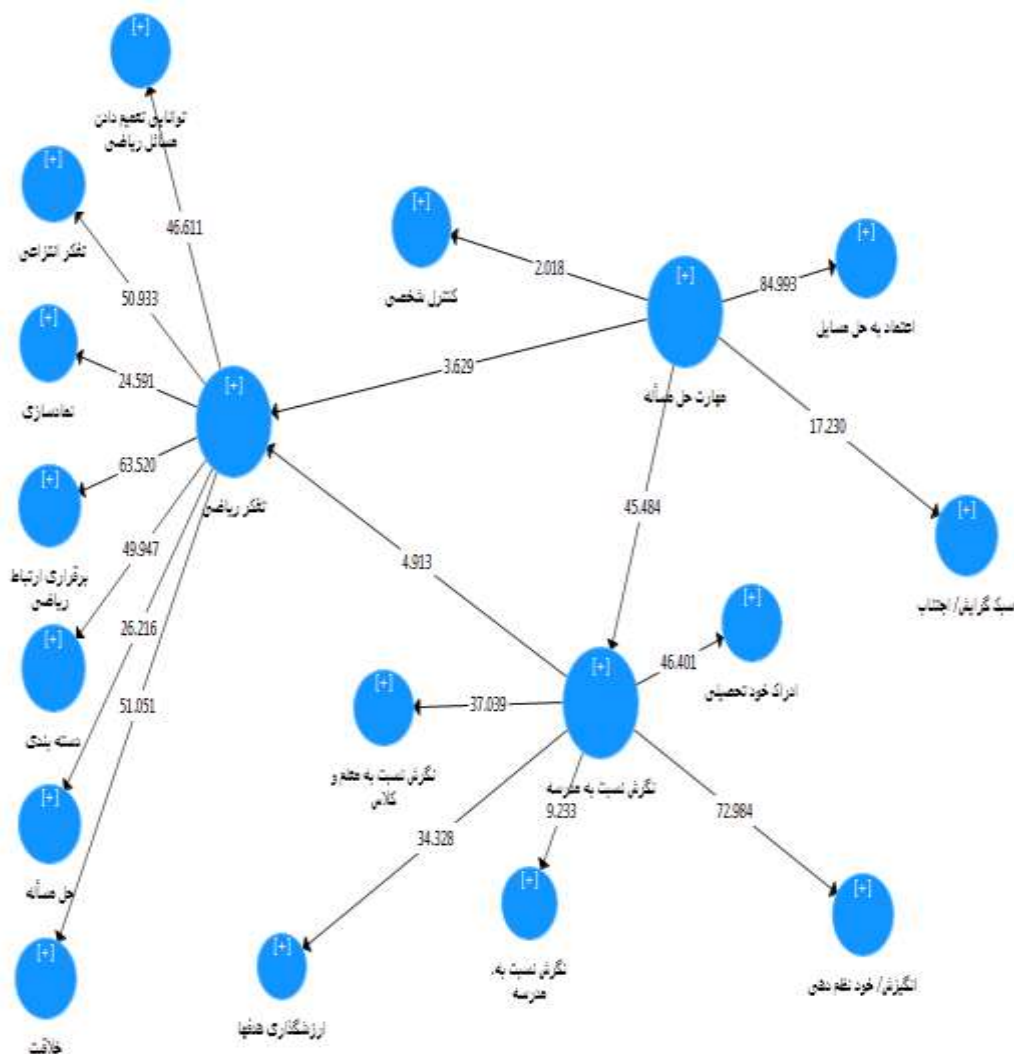 [+]
توانایی تعمیم دادن
مسائل ریاضی
[+]
تفکر انتزاعی
[+]
نمادسازی
[+]
برقراری ارتباط
ریاضی
[+]
دسته بندی
[+]
حل مسأله
[+]
خلاقیت
46.611
50.933
24.591
63.520
49.947
26.216
51.051
[+]
تفکر ریاضی
3.629
4.913
[+]
کنترل شخصی
2.018
[+]
مهارت حل مسأله
84.993
[+]
اعتماد به حل مسایل
17.230
[+]
سبک گرایش/ اجتناب
45.484
[+]
نگرش نسبت به مدرسه
46.401
[+]
ادراک خود تحصیلی
37.039
[+]
نگرش نسبت به معلم و
کلاس
34.328
[+]
ارزشگذاری هدفها
9.233
[+]
نگرش نسبت به.
مدرسه
72.984
[+]
انگیزش/ خود نظم دهی